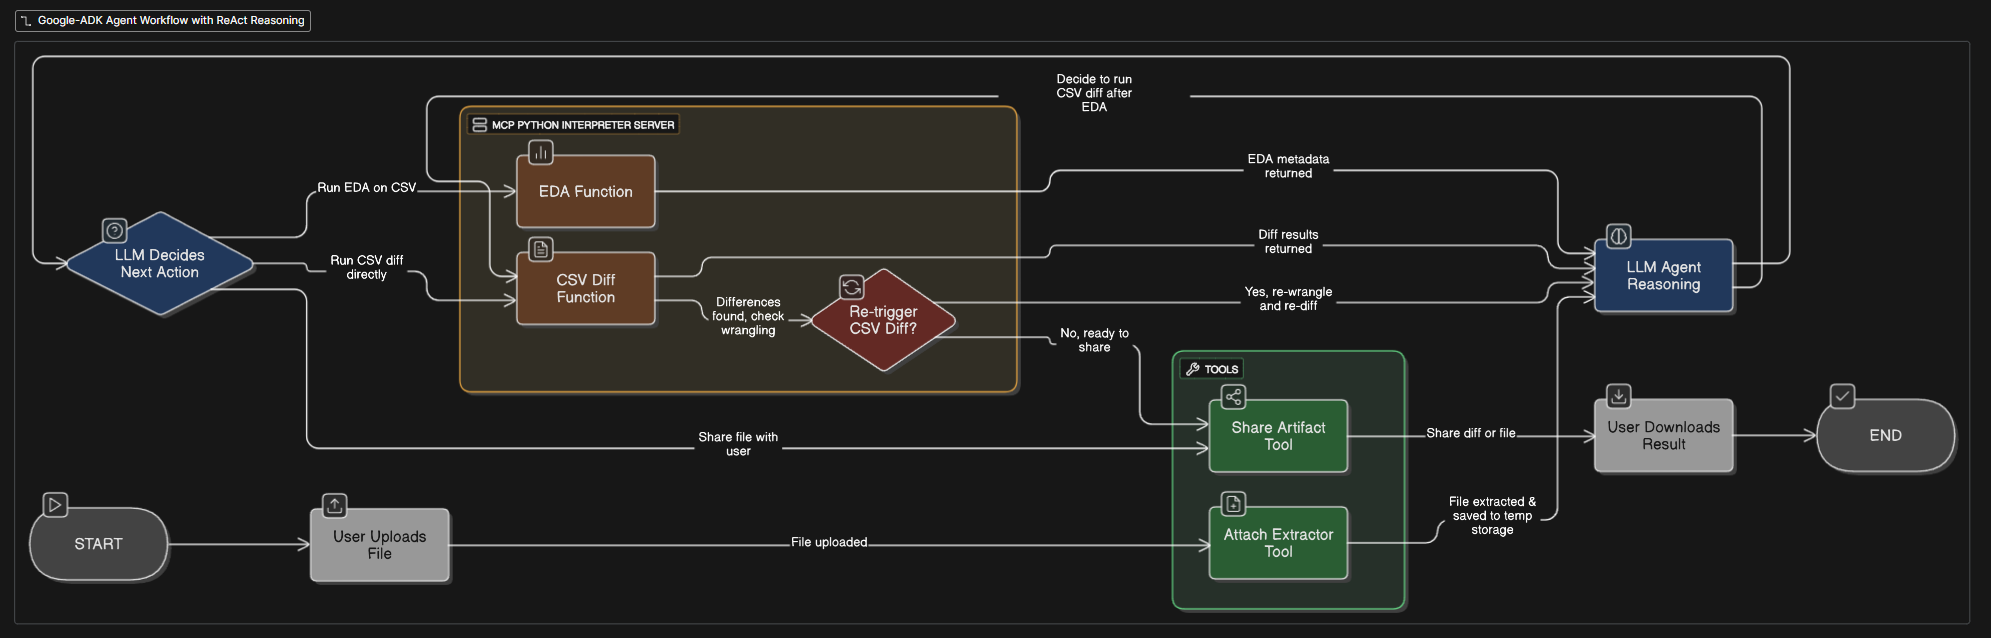 Google-ADK Agent Workflow with ReAct Reasoning
Decide to run
CSV diff after
EDA
MCP PYTHON INTERPRETER SERVER
EDA Function
Run EDA on CSV
EDA metadata
returned
LLM Decides
Next Action
Run CSV diff
directly
CSV Diff
Function
Diff results
returned
LLM Agent
Reasoning
Differences
found, check
wrangling
Re-trigger
CSV Diff?
Yes, re-wrangle
and re-diff
No, ready to
share
TOOLS
Share Artifact
Tool
Share file with
user
Share diff or file
User Downloads
Result
END
START
User Uploads
File
File uploaded
Attach Extractor
Tool
File extracted &
saved to temp
storage